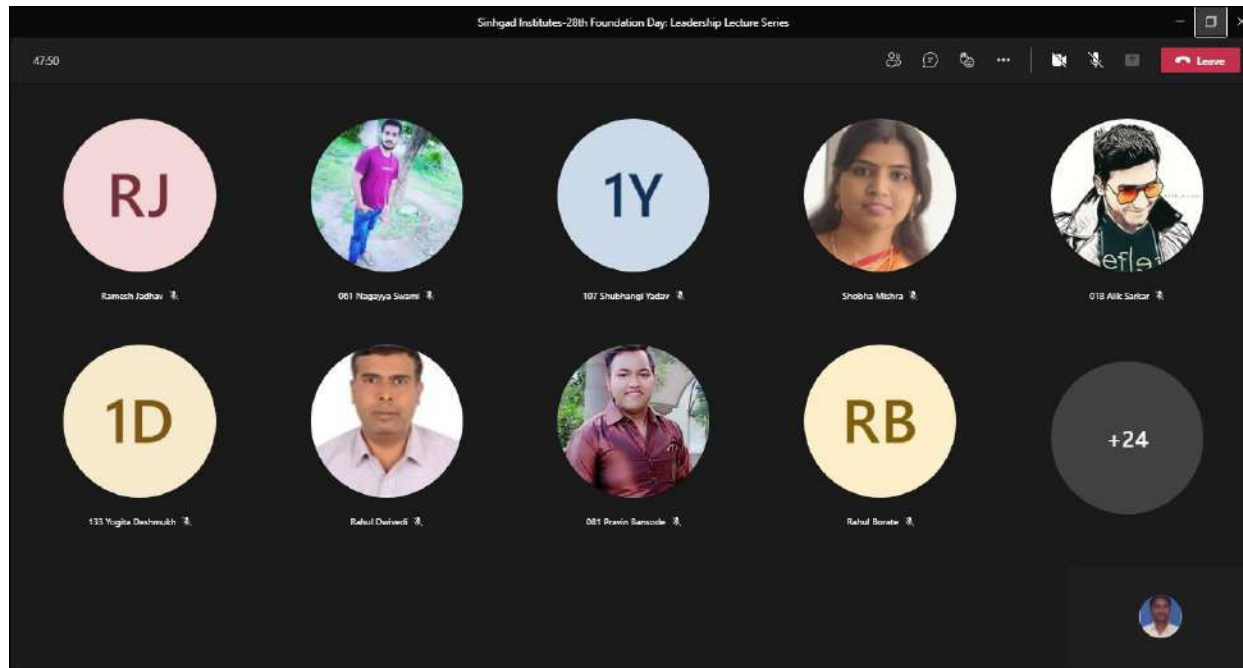 Sinhgad Institutes-28th Foundation Day: Leadership Lecture Series
47:50
Leave
RJ
1Y
efle
Ramesh Jadhav
061 Nagayya Swami
107 Shubhangi Yadav
Shobha Mishra
018 Alik Sarkar
1D
RB
+24
133 Yogita Deshmukh
Rahul Dwivedi
081 Pravin Bansode
Rahul Borate